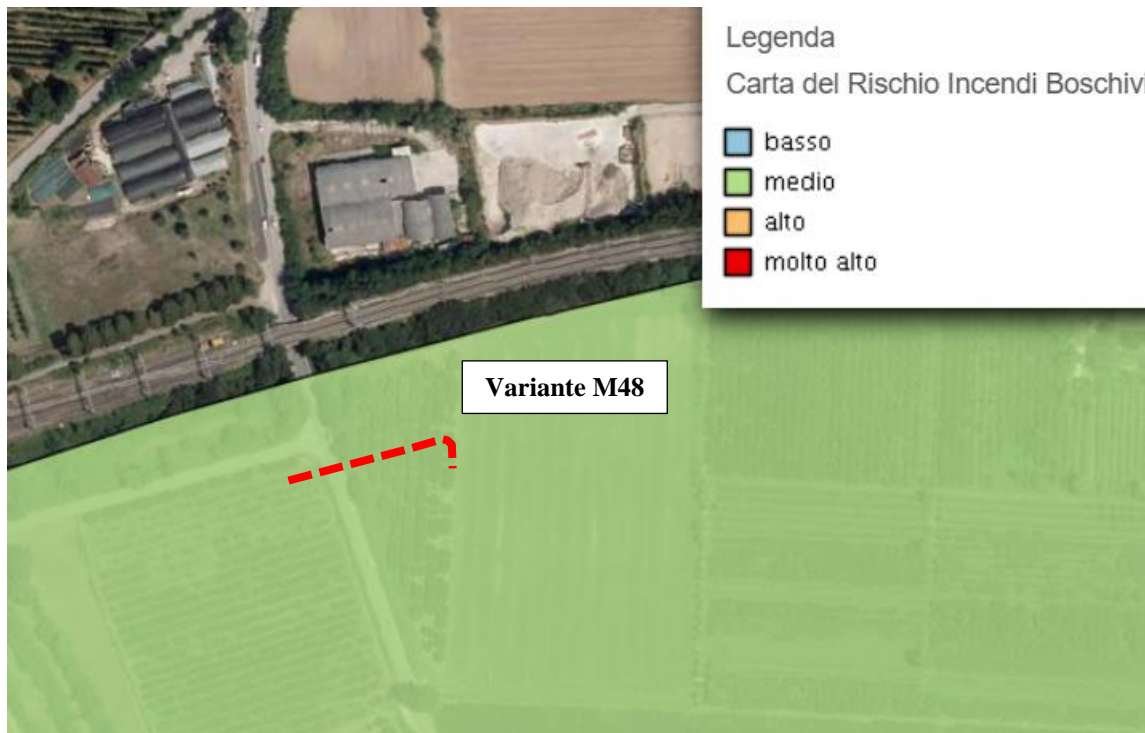 Legenda
Carta del Rischio Incendi Boschivi
basso
medio
alto
molto alto
Variante M48